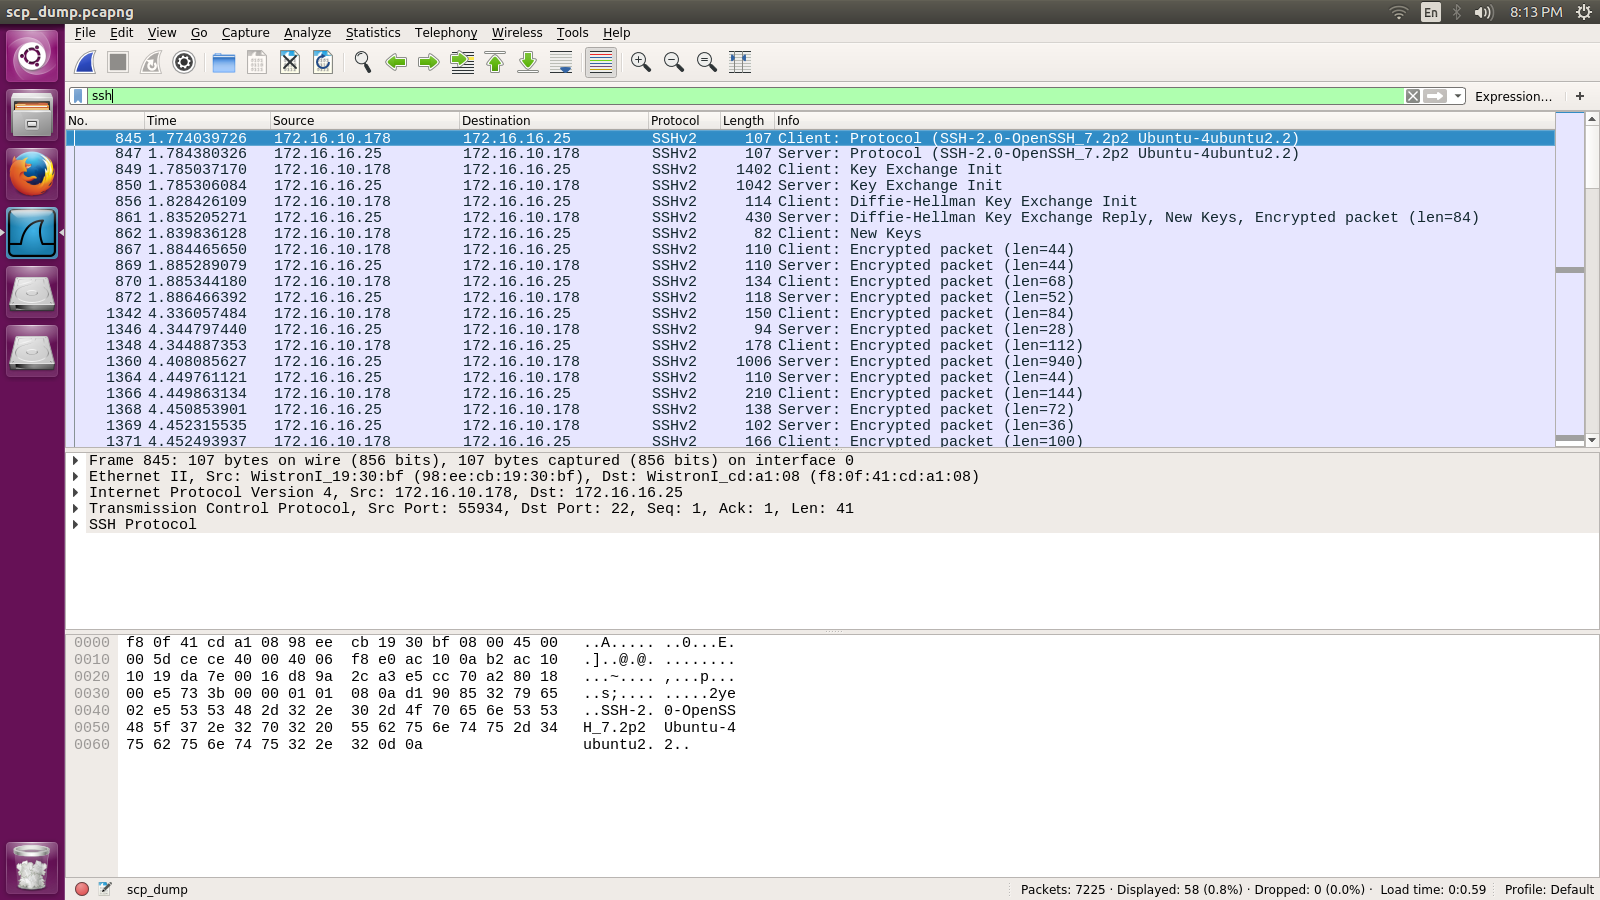 scp_dump.pcapng
En
8:13 PM
File Edit View Go Capture Analyze Statistics Telephony Wireless Tools Help
ssh
Expression... +
No. Time Source Destination Protocol Length Info
845 1.774039726 172.16.10.178 172.16.16.25 SSHv2 107 Client: Protocol (SSH-2.0-OpenSSH_7.2p2 Ubuntu-4ubuntu2.2)
847 1.784380326 172.16.16.25 172.16.10.178 SSHv2 107 Server: Protocol (SSH-2.0-OpenSSH_7.2p2 Ubuntu-4ubuntu2.2)
849 1.785037170 172.16.10.178 172.16.16.25 SSHv2 1402 Client: Key Exchange Init
850 1.785306084 172.16.16.25 172.16.10.178 SSHv2 1042 Server: Key Exchange Init
856 1.828426109 172.16.10.178 172.16.16.25 SSHv2 114 Client: Diffie-Hellman Key Exchange Init
861 1.835205271 172.16.16.25 172.16.10.178 SSHv2 430 Server: Diffie-Hellman Key Exchange Reply, New Keys, Encrypted packet (len=84)
862 1.839836128 172.16.10.178 172.16.16.25 SSHv2 82 Client: New Keys
867 1.884465650 172.16.10.178 172.16.16.25 SSHv2 110 Client: Encrypted packet (len=44)
869 1.885289079 172.16.16.25 172.16.10.178 SSHv2 110 Server: Encrypted packet (len=44)
870 1.885344180 172.16.10.178 172.16.16.25 SSHv2 134 Client: Encrypted packet (len=68)
872 1.886466392 172.16.16.25 172.16.10.178 SSHv2 118 Server: Encrypted packet (len=52)
1342 4.336057484 172.16.10.178 172.16.16.25 SSHv2 150 Client: Encrypted packet (len=84)
1346 4.344797440 172.16.16.25 172.16.10.178 SSHv2 94 Server: Encrypted packet (len=28)
1348 4.344887353 172.16.10.178 172.16.16.25 SSHv2 178 Client: Encrypted packet (len=112)
1360 4.408085627 172.16.16.25 172.16.10.178 SSHv2 1006 Server: Encrypted packet (len=940)
1364 4.449761121 172.16.16.25 172.16.10.178 SSHv2 110 Server: Encrypted packet (len=44)
1366 4.449863134 172.16.10.178 172.16.16.25 SSHv2 210 Client: Encrypted packet (len=144)
1368 4.450853901 172.16.16.25 172.16.10.178 SSHv2 138 Server: Encrypted packet (len=72)
1369 4.452315535 172.16.16.25 172.16.10.178 SSHv2 102 Server: Encrypted packet (len=36)
1371 4.452493937 172.16.10.178 172.16.16.25 SSHv2 166 Client: Encrypted packet (len=100)
Frame 845: 107 bytes on wire (856 bits), 107 bytes captured (856 bits) on interface 0
Ethernet II, Src: WistronI_19:30:bf (98:ee:cb:19:30:bf), Dst: WistronI_cd:a1:08 (f8:0f:41:cd:a1:08)
Internet Protocol Version 4, Src: 172.16.10.178, Dst: 172.16.16.25
Transmission Control Protocol, Src Port: 55934, Dst Port: 22, Seq: 1, Ack: 1, Len: 41
SSH Protocol
0000 f8 0f 41 cd a1 08 98 ee cb 19 30 bf 08 00 45 00 ..A..... ..0...E.
0010 00 5d ce ce 40 00 40 06 f8 e0 ac 10 0a b2 ac 10 .]..@.@. ........
0020 10 19 da 7e 00 16 d8 9a 2c a3 e5 cc 70 a2 80 18 ...~.... ,...p...
0030 00 e5 73 3b 00 00 01 01 08 0a d1 90 85 32 79 65 ..s;.... .....2ye
0040 02 e5 53 53 48 2d 32 2e 30 2d 4f 70 65 6e 53 53 ..SSH-2. 0-OpenSS
0050 48 5f 37 2e 32 70 32 20 55 62 75 6e 74 75 2d 34 H_7.2p2 Ubuntu-4
0060 75 62 75 6e 74 75 32 2e 32 0d 0a ubuntu2. 2..
scp_dump
Packets: 7225 · Displayed: 58 (0.8%) · Dropped: 0 (0.0%) · Load time: 0:0.59
Profile: Default